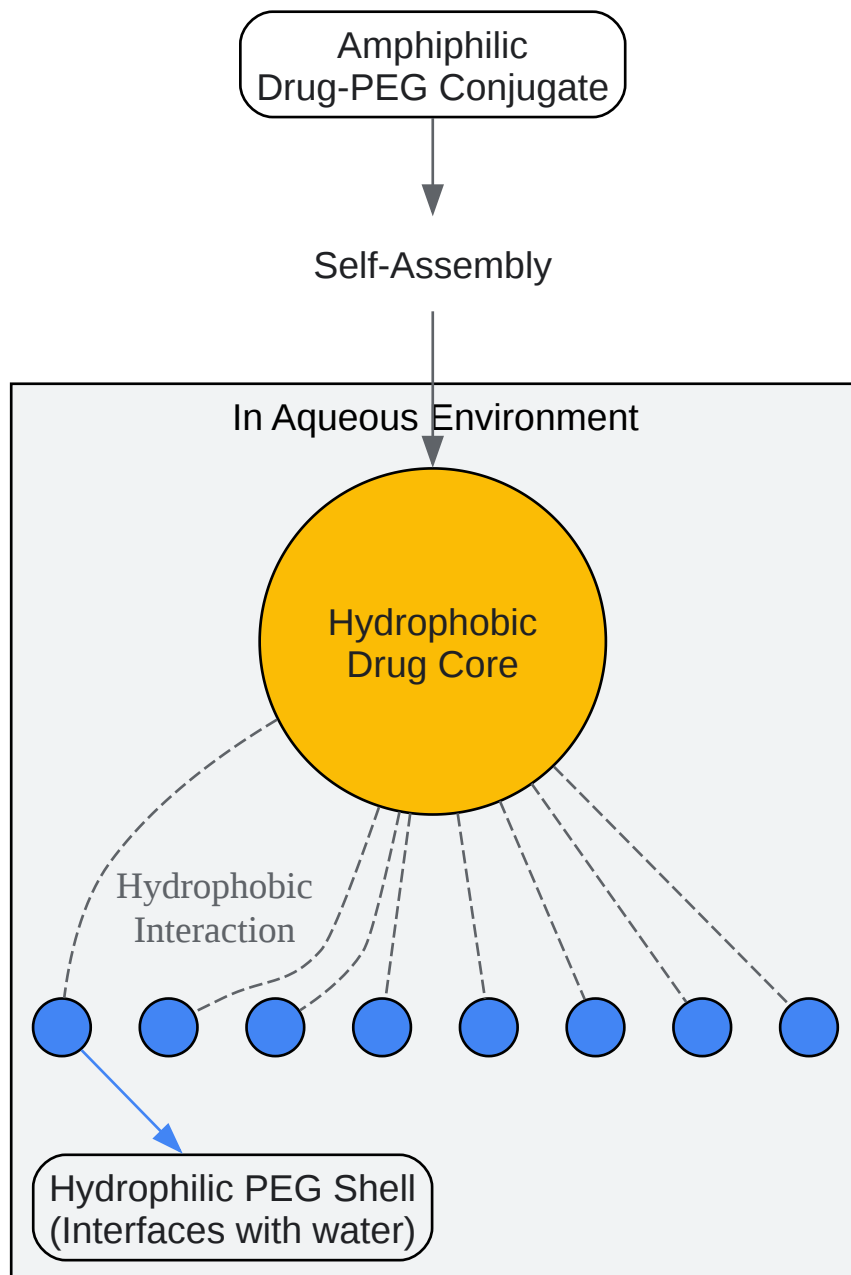 Amphiphilic
Drug-PEG Conjugate
Self-Assembly
In Aqueous Environment
Hydrophobic
Drug Core
Hydrophobic
Interaction
Hydrophilic PEG Shell
(Interfaces with water)